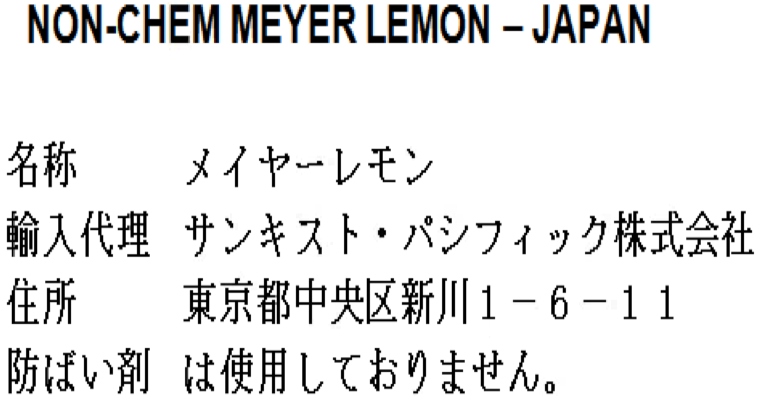 NON-CHEM MEYER LEMON – JAPAN
名称 メイヤーレモン
輸入代理 サンキスト・パシフィック株式会社
住所 東京都中央区新川１－６－１１
防ばい剤 は使用しておりません。